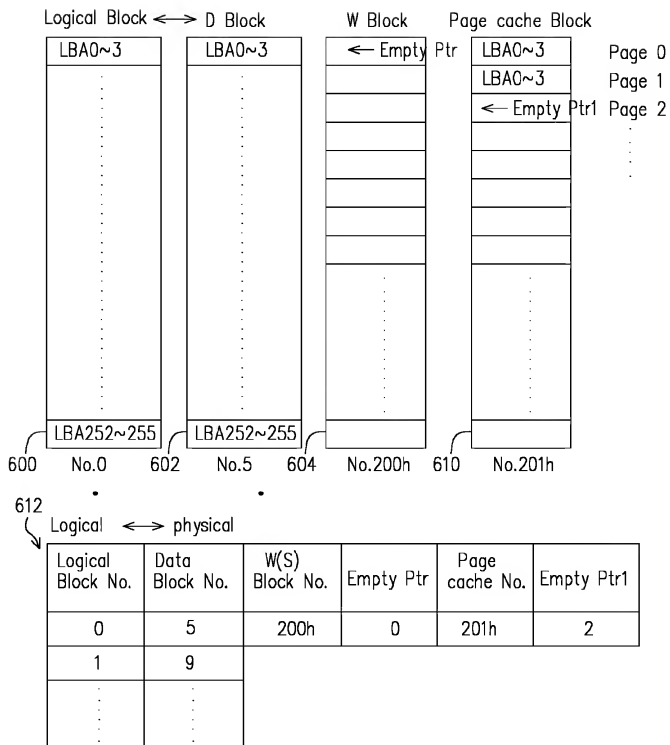 Logical Block ⟷ D Block W Block Page cache Block
LBA0~3 LBA0~3 ← Empty Ptr LBA0~3 Page 0
LBA0~3 Page 1
← Empty Ptr1 Page 2
LBA252~255 LBA252~255
600 No.0 602 No.5 604 No.200h 610 No.201h
612
Logical ⟷ physical
Logical Block No. Data Block No. W(S) Block No. Empty Ptr Page cache No. Empty Ptr1
0 5 200h 0 201h 2
1 9